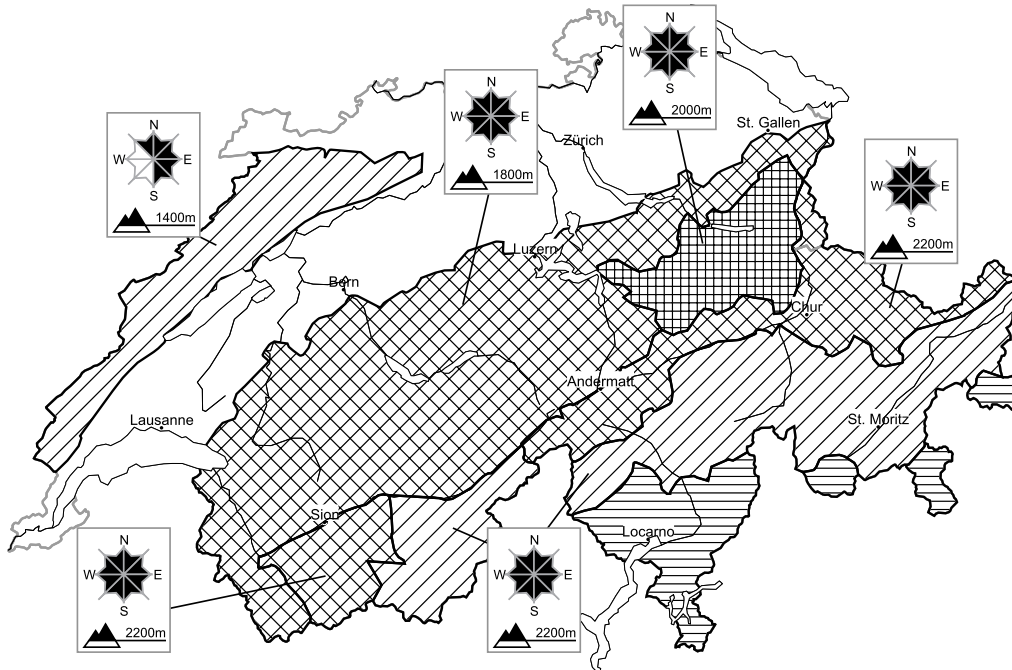 N
W E
S
2000m
N
W E
S
1800m
N
W E
S
1400m
N
W E
S
2200m
St. Gallen
Zürich
Luzern
Bern
Chur
Andermatt
Lausanne
St. Moritz
Sion
Locarno
N
W E
S
2200m
N
W E
S
2200m